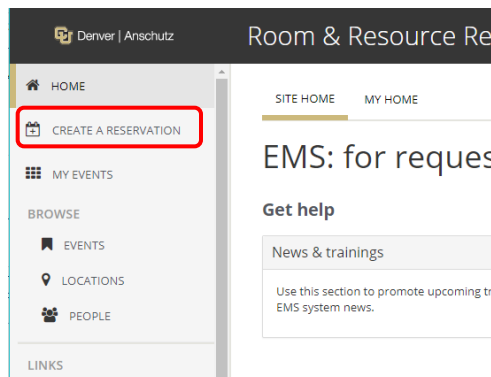 Denver | Anschutz
Room & Resource Re
HOME
CREATE A RESERVATION
MY EVENTS
BROWSE
EVENTS
LOCATIONS
PEOPLE
LINKS
SITE HOME MY HOME
EMS: for reques
Get help
News & trainings
Use this section to promote upcoming tr
EMS system news.